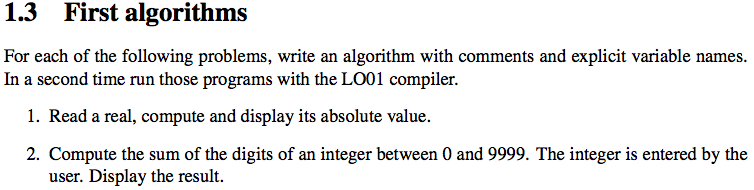 1.3 First algorithms
For each of the following problems, write an algorithm with comments and explicit variable names.
In a second time run those programs with the LO01 compiler.
1. Read a real, compute and display its absolute value.
2. Compute the sum of the digits of an integer between 0 and 9999. The integer is entered by the
user. Display the result.